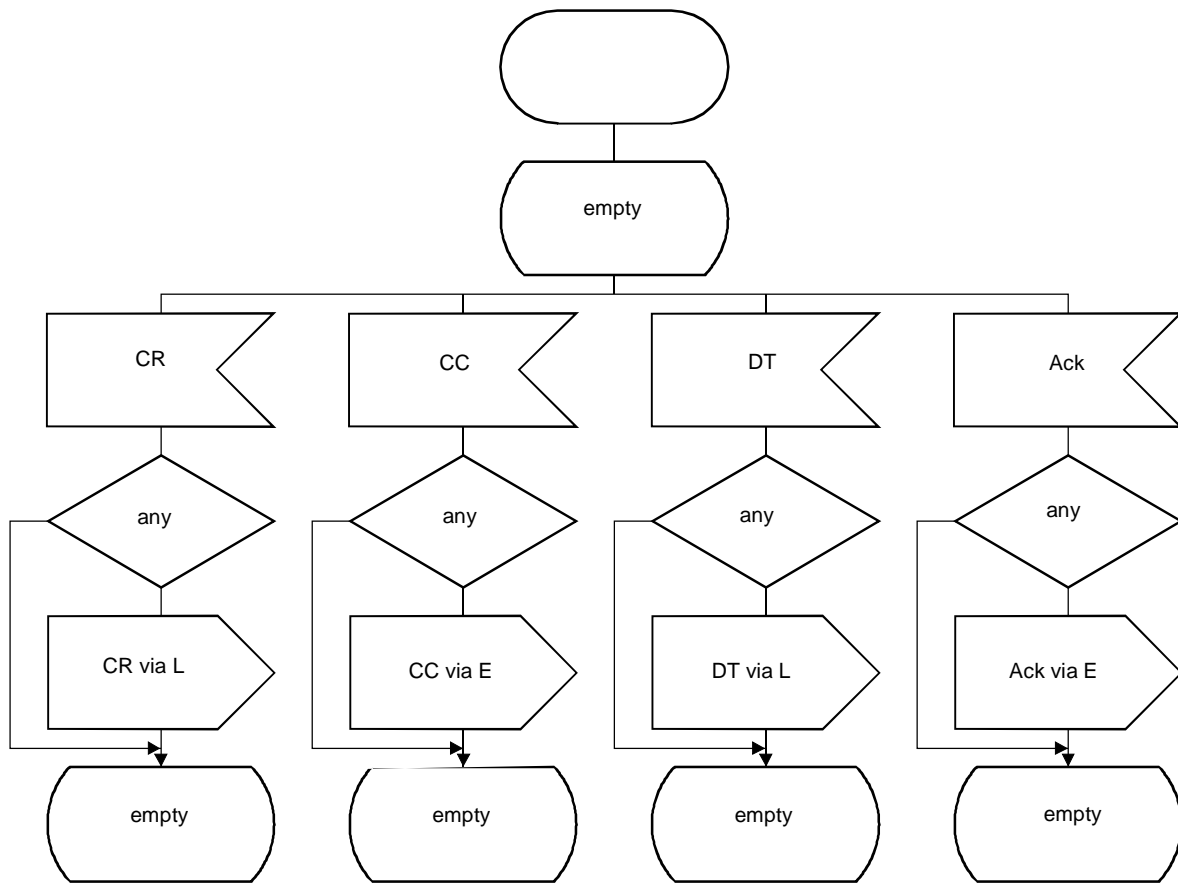 empty
CR
CC
DT
Ack
any
any
any
any
CR via L
CC via E
DT via L
Ack via E
empty
empty
empty
empty